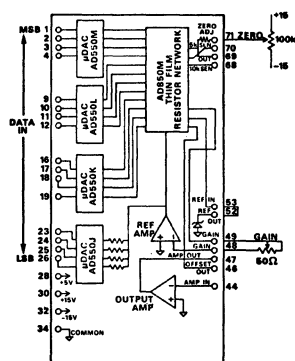 +15
ZERO ADJ
71 ZERO
100k
-15
MSB
1
2
3
4
μDAC
AD550M
AD850M
THIN FILM
RESISTOR NETWORK
70
69
68
OUT
9
10
11
12
μDAC
AD550L
DATA IN
16
17
18
19
μDAC
AD550K
REF IN
53
REF
52
OUT
23
24
25
26
LSB
μDAC
AD550J
REF
AMP
GAIN
49
GAIN
48
GAIN
50Ω
28
+5V
AMP OUT
47
OFFSET
OUT
46
30
+15V
32
-15V
OUTPUT
AMP
AMP IN
44
34
COMMON